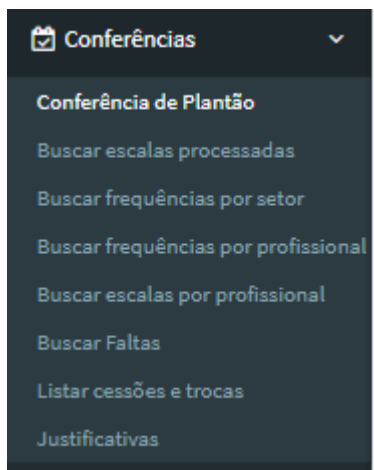 Conferências
Conferência de Plantão
Buscar escalas processadas
Buscar frequências por setor
Buscar frequências por profissional
Buscar escalas por profissional
Buscar Faltas
Listar cessões e trocas
Justificativas